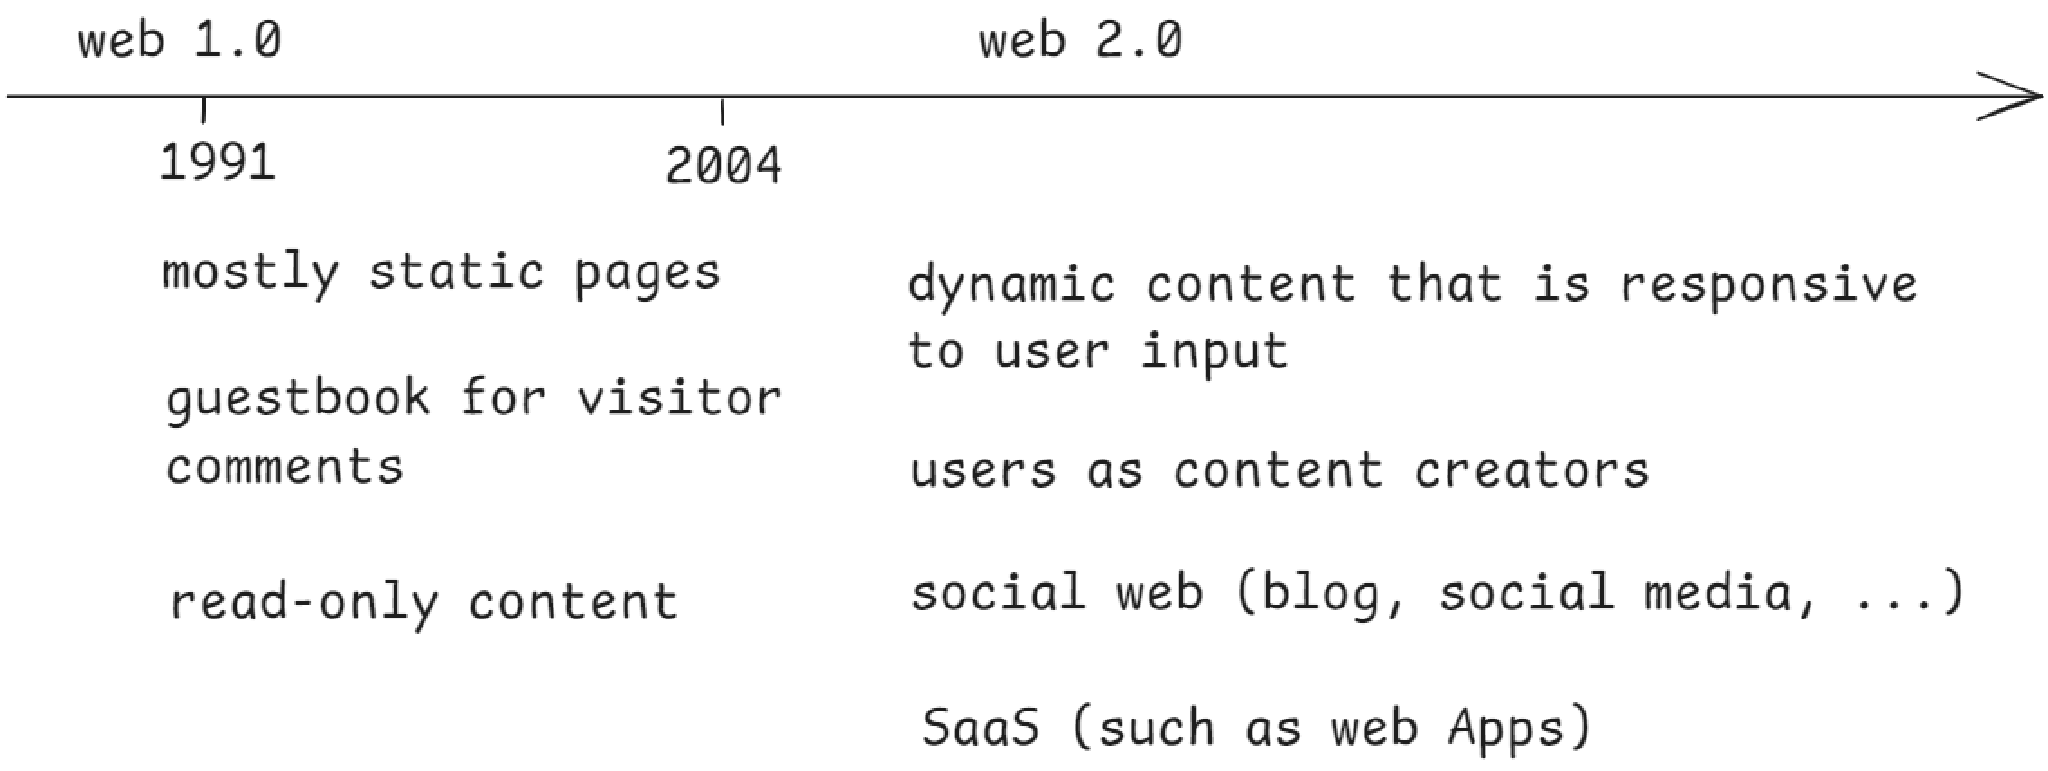 web 1.0
web 2.0
1991
2004
mostly static pages
guestbook for visitor
comments
read-only content
dynamic content that is responsive
to user input
users as content creators
social web (blog, social media, ...)
SaaS (such as web Apps)